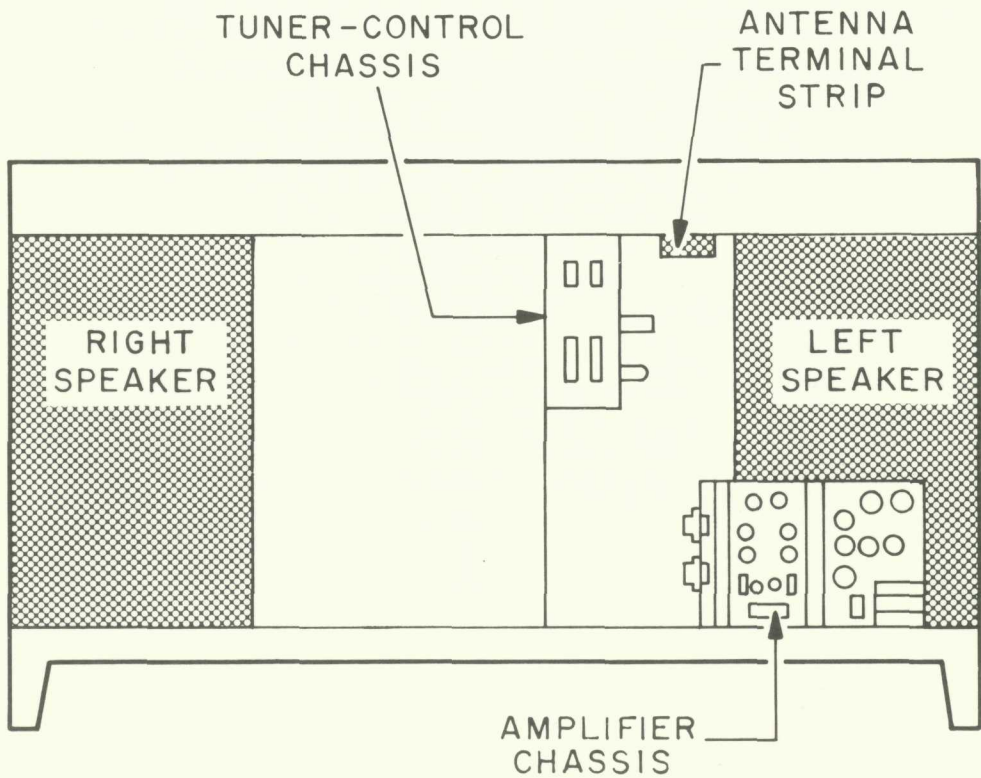 TUNER-CONTROL
CHASSIS
ANTENNA
TERMINAL
STRIP
RIGHT
SPEAKER
LEFT
SPEAKER
AMPLIFIER
CHASSIS